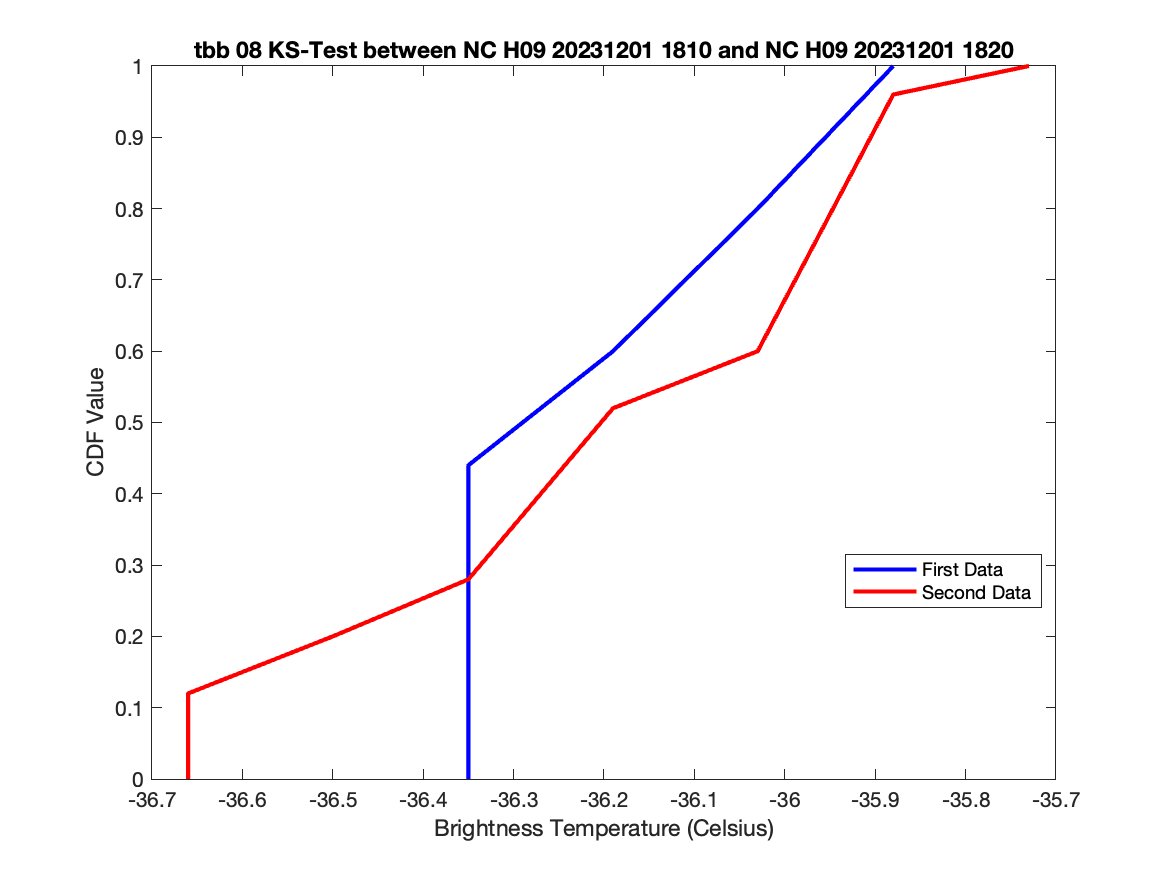 tbb 08 KS-Test between NC H09 20231201 1810 and NC H09 20231201 1820
1
0.9
0.8
0.7
0.6
0.5
0.4
0.3
0.2
0.1
0
CDF Value
First Data
Second Data
-36.7 -36.6 -36.5 -36.4 -36.3 -36.2 -36.1 -36 -35.9 -35.8 -35.7
Brightness Temperature (Celsius)